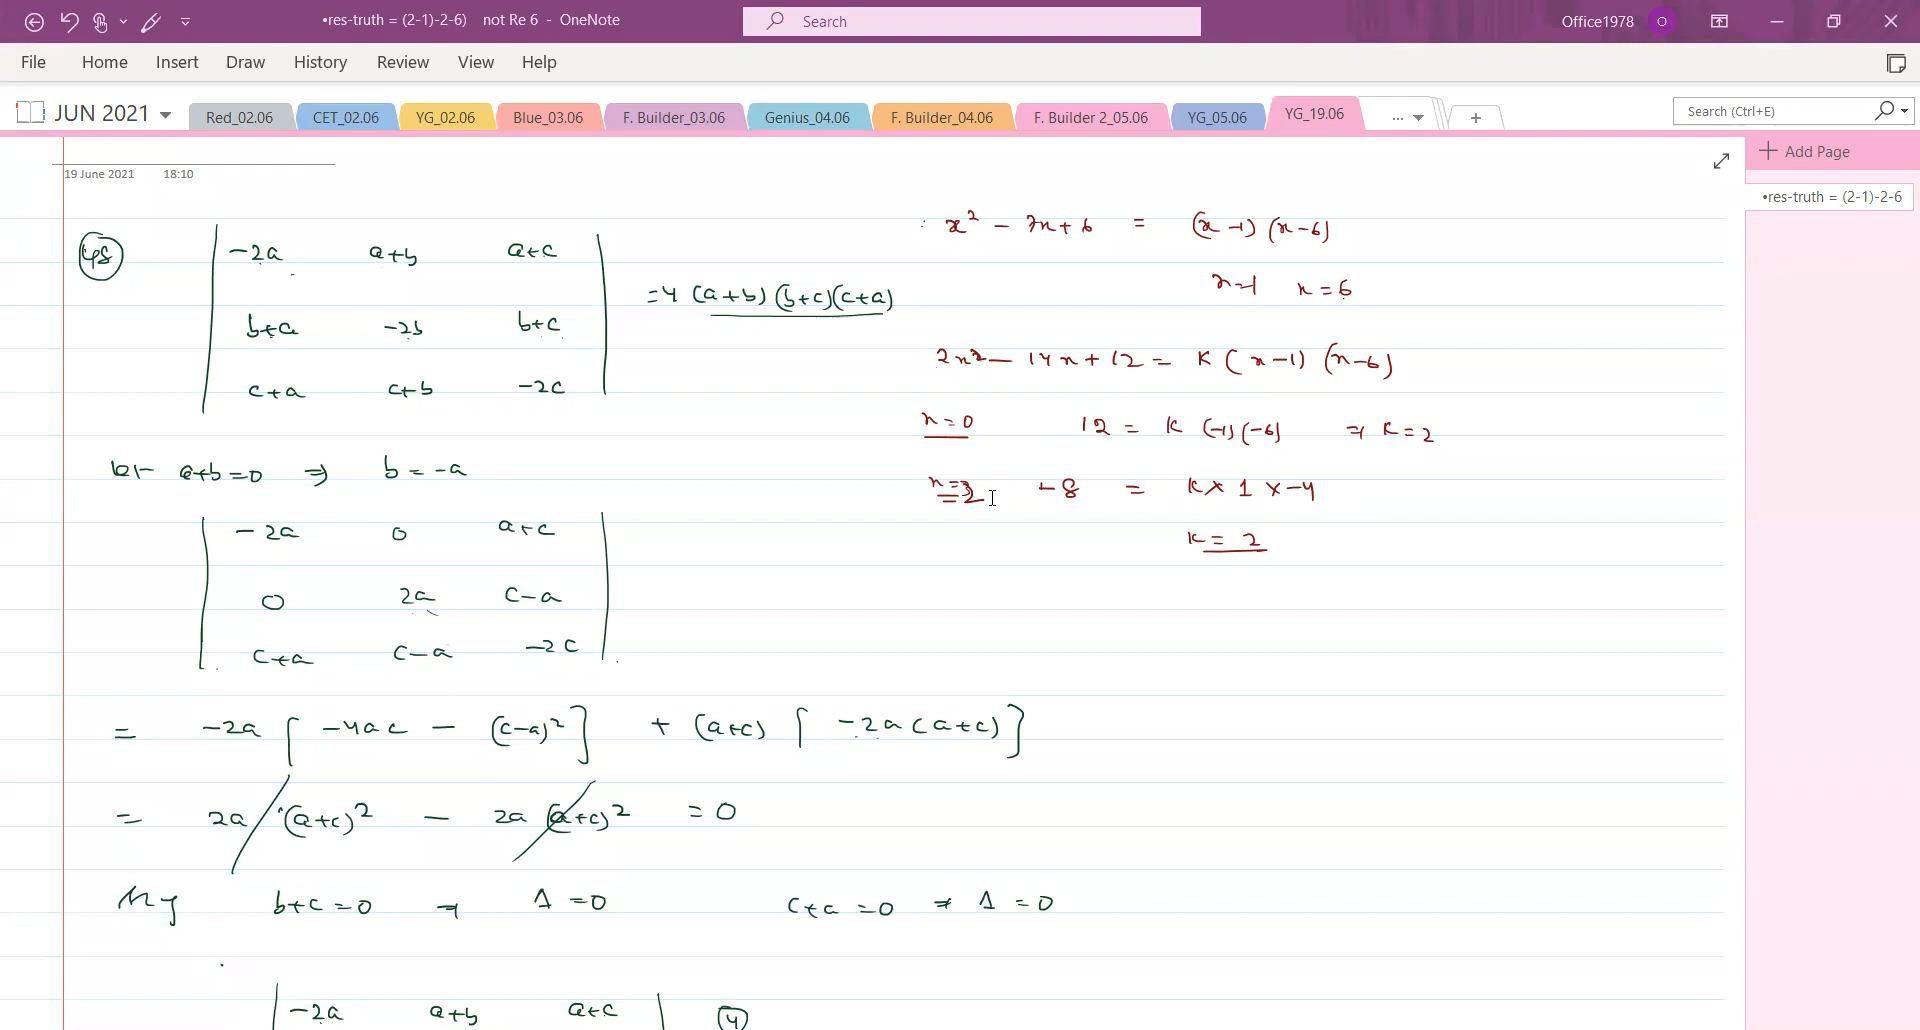 •res-truth = (2-1)-2-6) not Re 6 - OneNote
Search
Office1978
O
File Home Insert Draw History Review View Help
JUN 2021
Red_02.06 CET_02.06 YG_02.06 Blue_03.06 F. Builder_03.06 Genius_04.06 F. Builder_04.06 F. Builder 2_05.06 YG_05.06 YG_19.06 ... +
Search (Ctrl+E)
Add Page
•res-truth = (2-1)-2-6
19 June 2021 18:10
48
-2a a+b a+c
b+a -2b b+c
c+a c+b -2c
=4 (a+b) (b+c)(c+a)
let a+b=0 ⇒ b = -a
-2a 0 a+c
0 2a c-a
c+a c-a -2c
= -2a [ -4ac - (c-a)² ] + (a+c) [ -2a (a+c) ]
= 2a (a+c)² - 2a (a+c)² = 0
|||ly b+c=0 ⇒ Δ=0 c+a=0 ⇒ Δ=0
-2a a+b a+c
4
x² - 7x+6 = (x-1) (x-6)
x=1 x=6
2x² - 14x+12 = K (x-1) (x-6)
x=0 12 = K (-1)(-6) ⇒ K=2
x=2 -8 = K× 1 × -4
K = 2